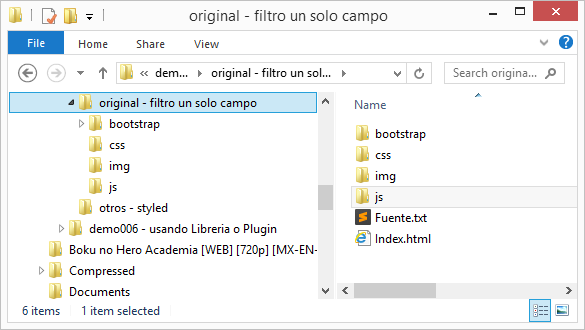 original - filtro un solo campo
File Home Share View
« dem... original - filtro un sol...
Search origina...
original - filtro un solo campo
bootstrap
css
img
js
otros - styled
demo006 - usando Libreria o Plugin
Boku no Hero Academia [WEB] [720p] [MX-EN-
Compressed
Documents
Name
bootstrap
css
img
js
Fuente.txt
Index.html
6 items 1 item selected